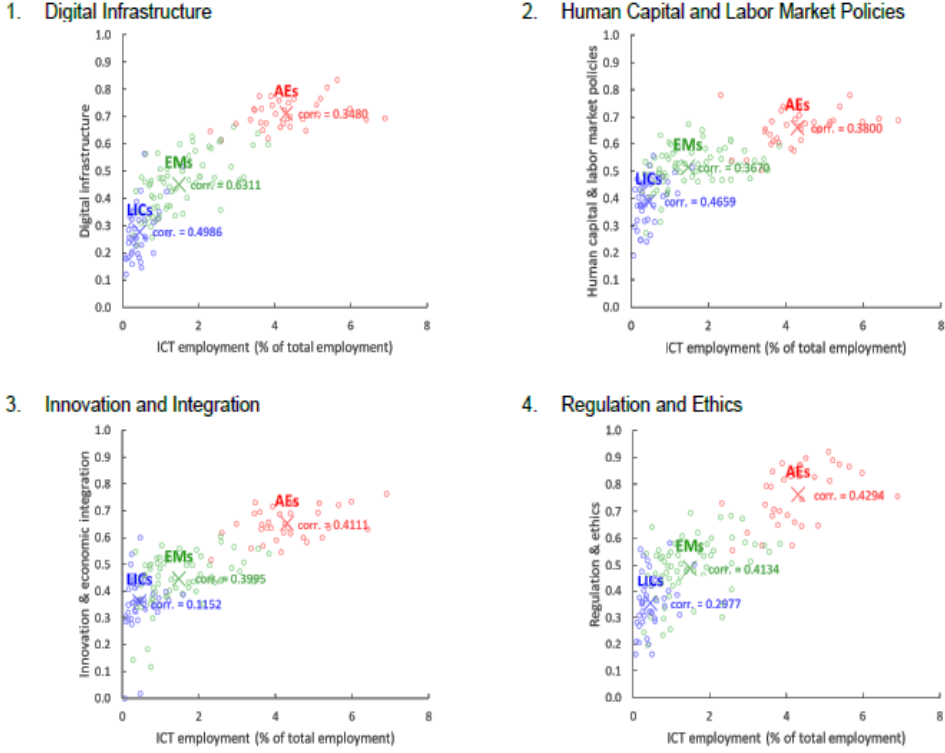 1. Digital Infrastructure
1.0
0.9
0.8
0.7
0.6
0.5
0.4
0.3
0.2
0.1
0.0
Digital infrastructure
AEs
corr. = 0.3480
EMs
corr. = 0.6311
LICs
corr. = 0.4986
0 2 4 6 8
ICT employment (% of total employment)
2. Human Capital and Labor Market Policies
1.0
0.9
0.8
0.7
0.6
0.5
0.4
0.3
0.2
0.1
0.0
Human capital & labor market policies
AEs
corr. = 0.3800
EMs
corr. = 0.3670
LICs
corr. = 0.4659
0 2 4 6 8
ICT employment (% of total employment)
3. Innovation and Integration
1.0
0.9
0.8
0.7
0.6
0.5
0.4
0.3
0.2
0.1
0.0
Innovation & economic integration
AEs
corr. = 0.4111
EMs
corr. = 0.3995
LICs
corr. = 0.1152
0 2 4 6 8
ICT employment (% of total employment)
4. Regulation and Ethics
1.0
0.9
0.8
0.7
0.6
0.5
0.4
0.3
0.2
0.1
0.0
Regulation & ethics
AEs
corr. = 0.4294
EMs
corr. = 0.4134
LICs
corr. = 0.2977
0 2 4 6 8
ICT employment (% of total employment)